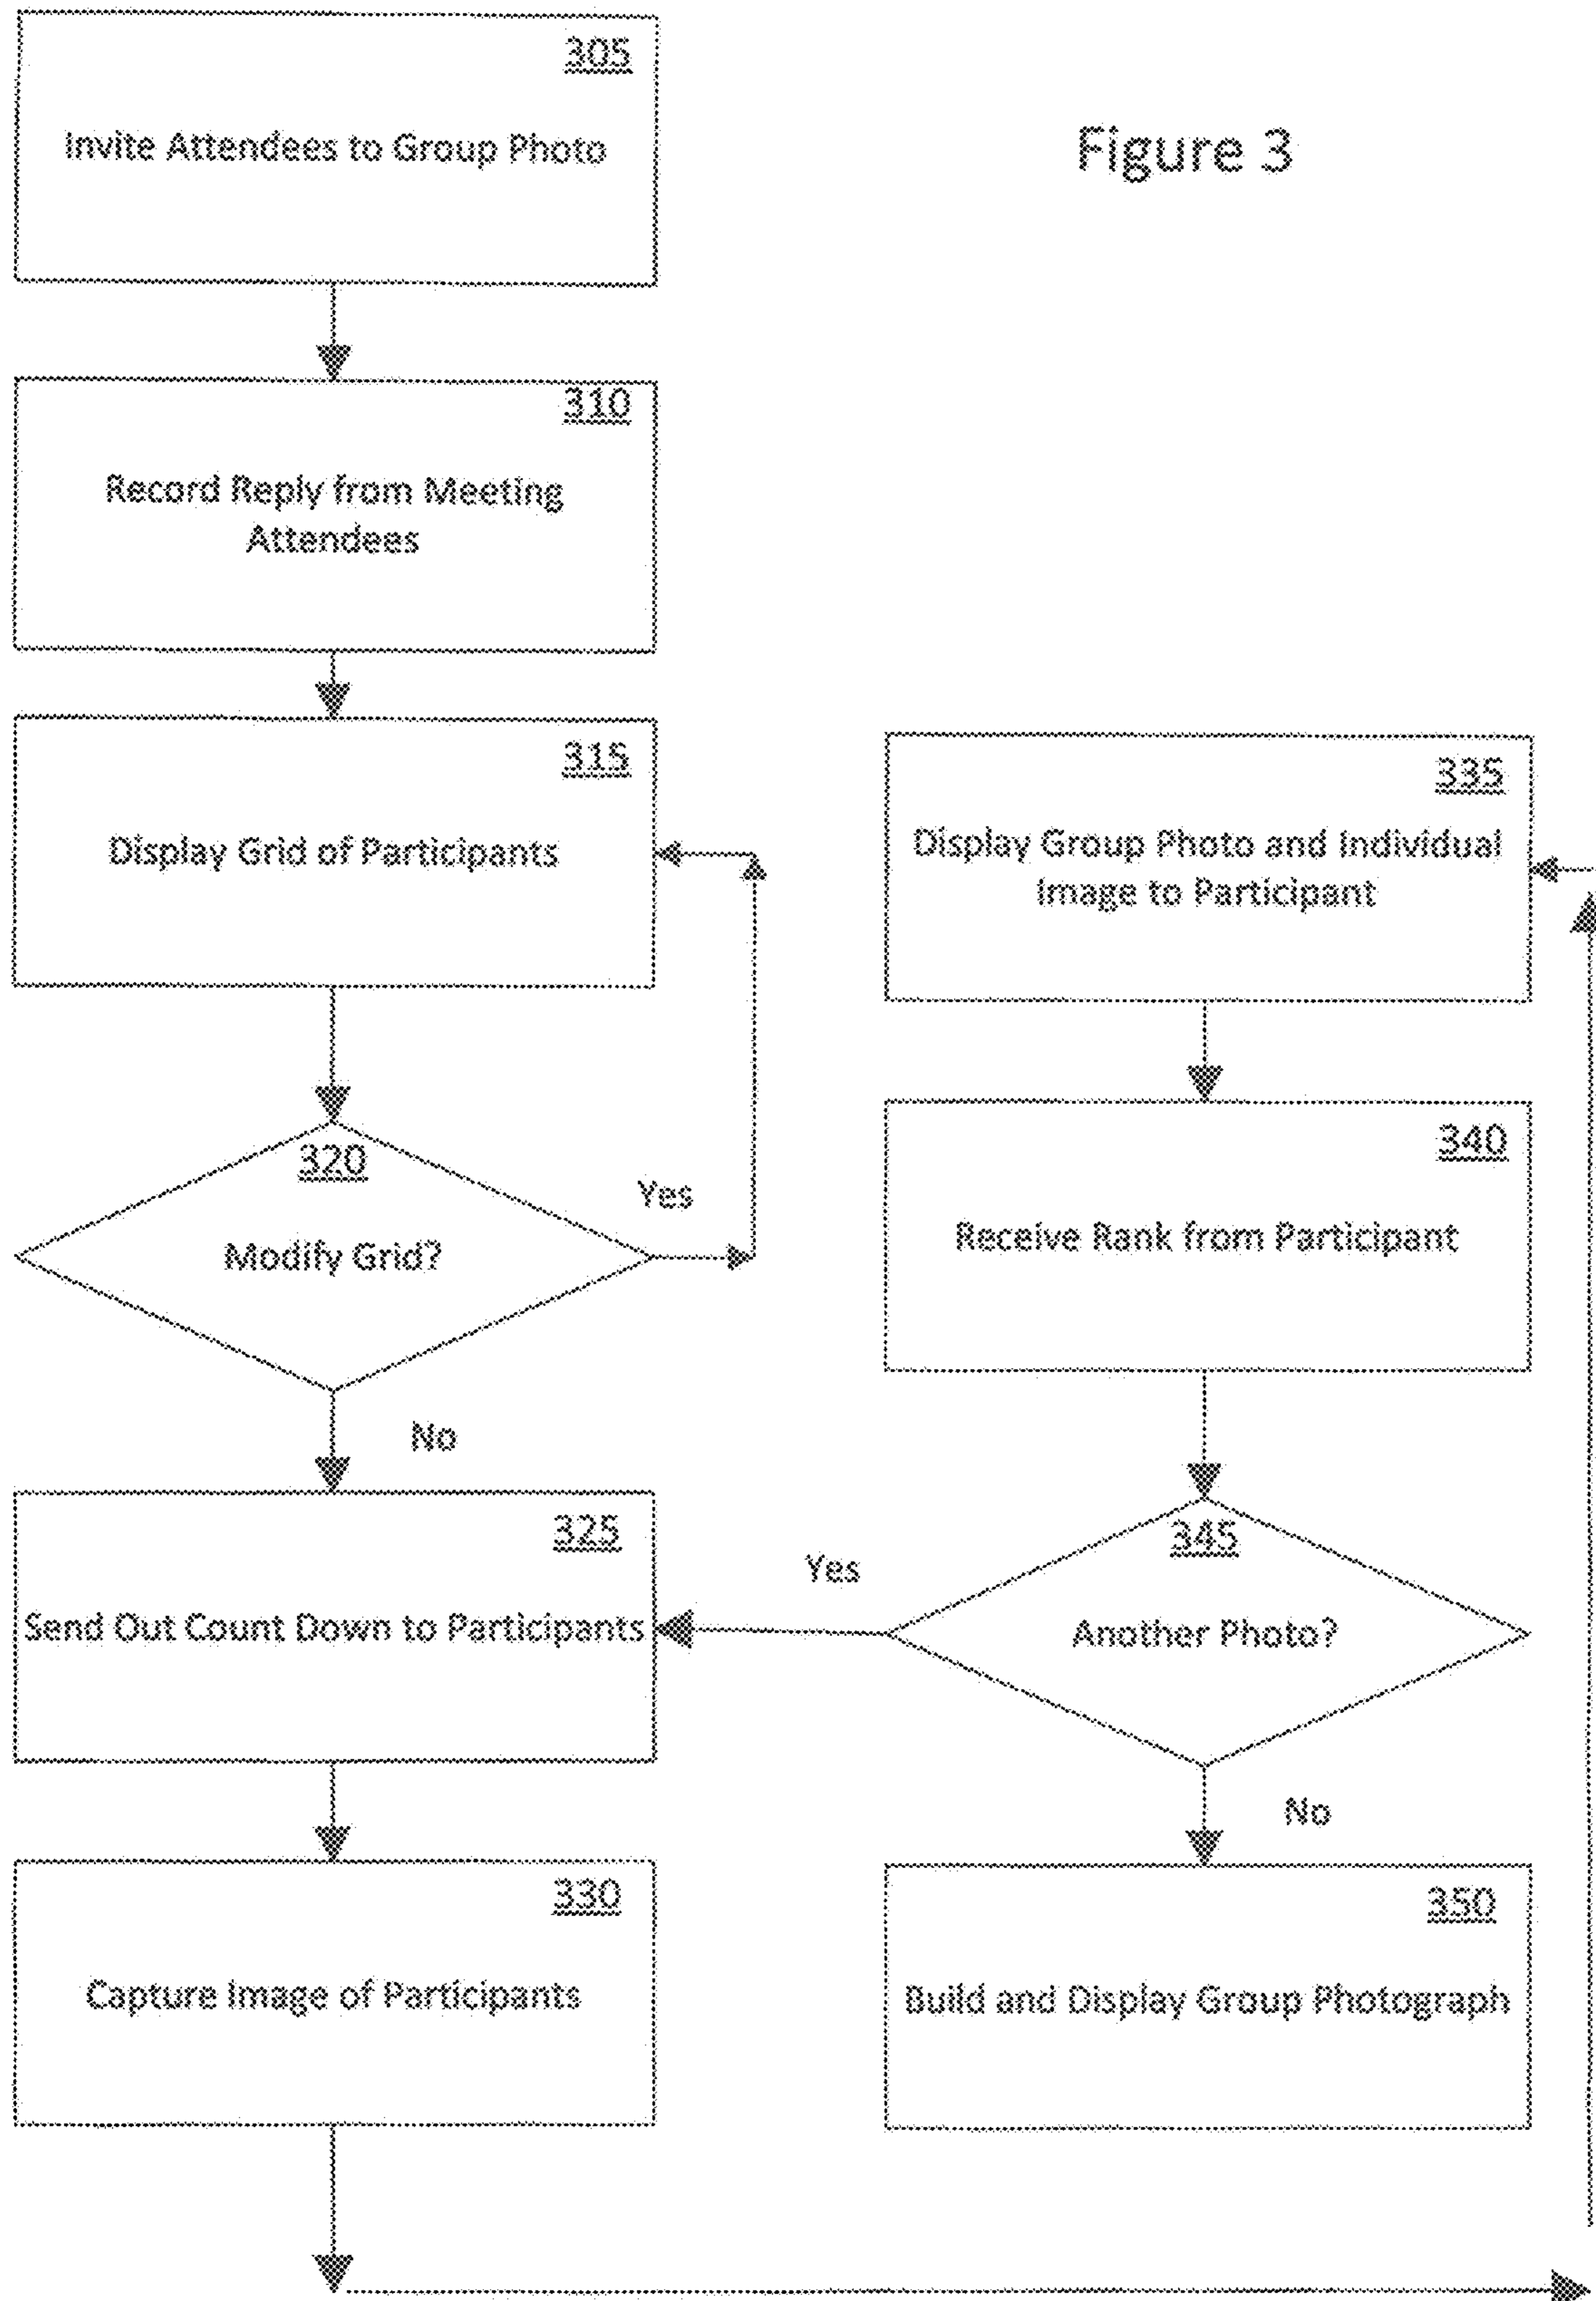 305
Invite Attendees to Group Photo
Figure 3
310
Record Reply from Meeting
Attendees
315
Display Grid of Participants
320
Modify Grid?
Yes
No
325
Send Out Count Down to Participants
330
Capture Image of Participants
335
Display Group Photo and Individual
Image to Participant
340
Receive Rank from Participant
345
Another Photo?
Yes
No
350
Build and Display Group Photograph